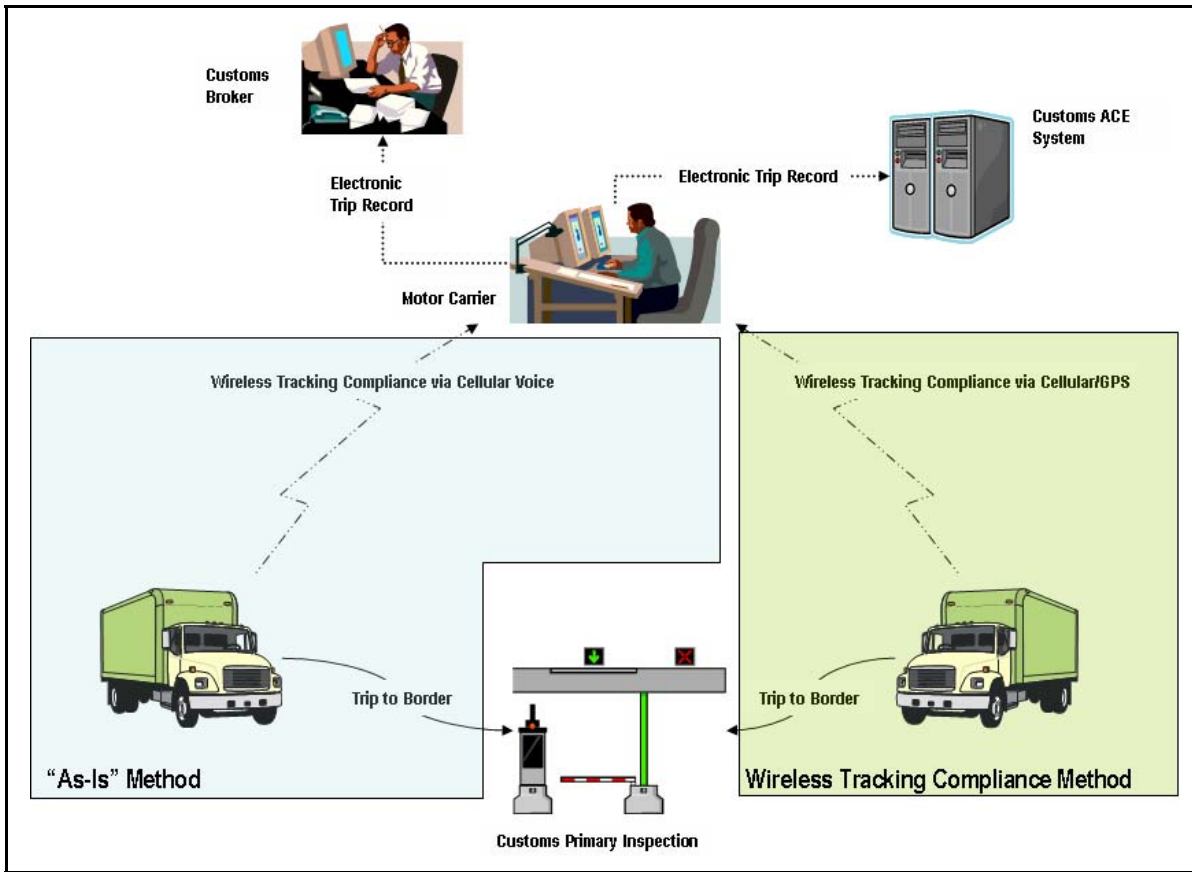 Customs
Broker
Customs ACE
System
Electronic
Trip Record
Electronic Trip Record
Motor Carrier
Wireless Tracking Compliance via Cellular Voice
Wireless Tracking Compliance via Cellular/GPS
Trip to Border
Trip to Border
“As-Is” Method
Wireless Tracking Compliance Method
Customs Primary Inspection